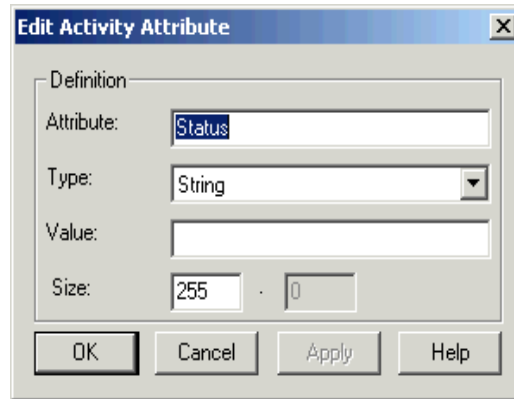 Edit Activity Attribute
Definition
Attribute: Status
Type: String
Value:
Size: 255 . 0
OK Cancel Apply Help